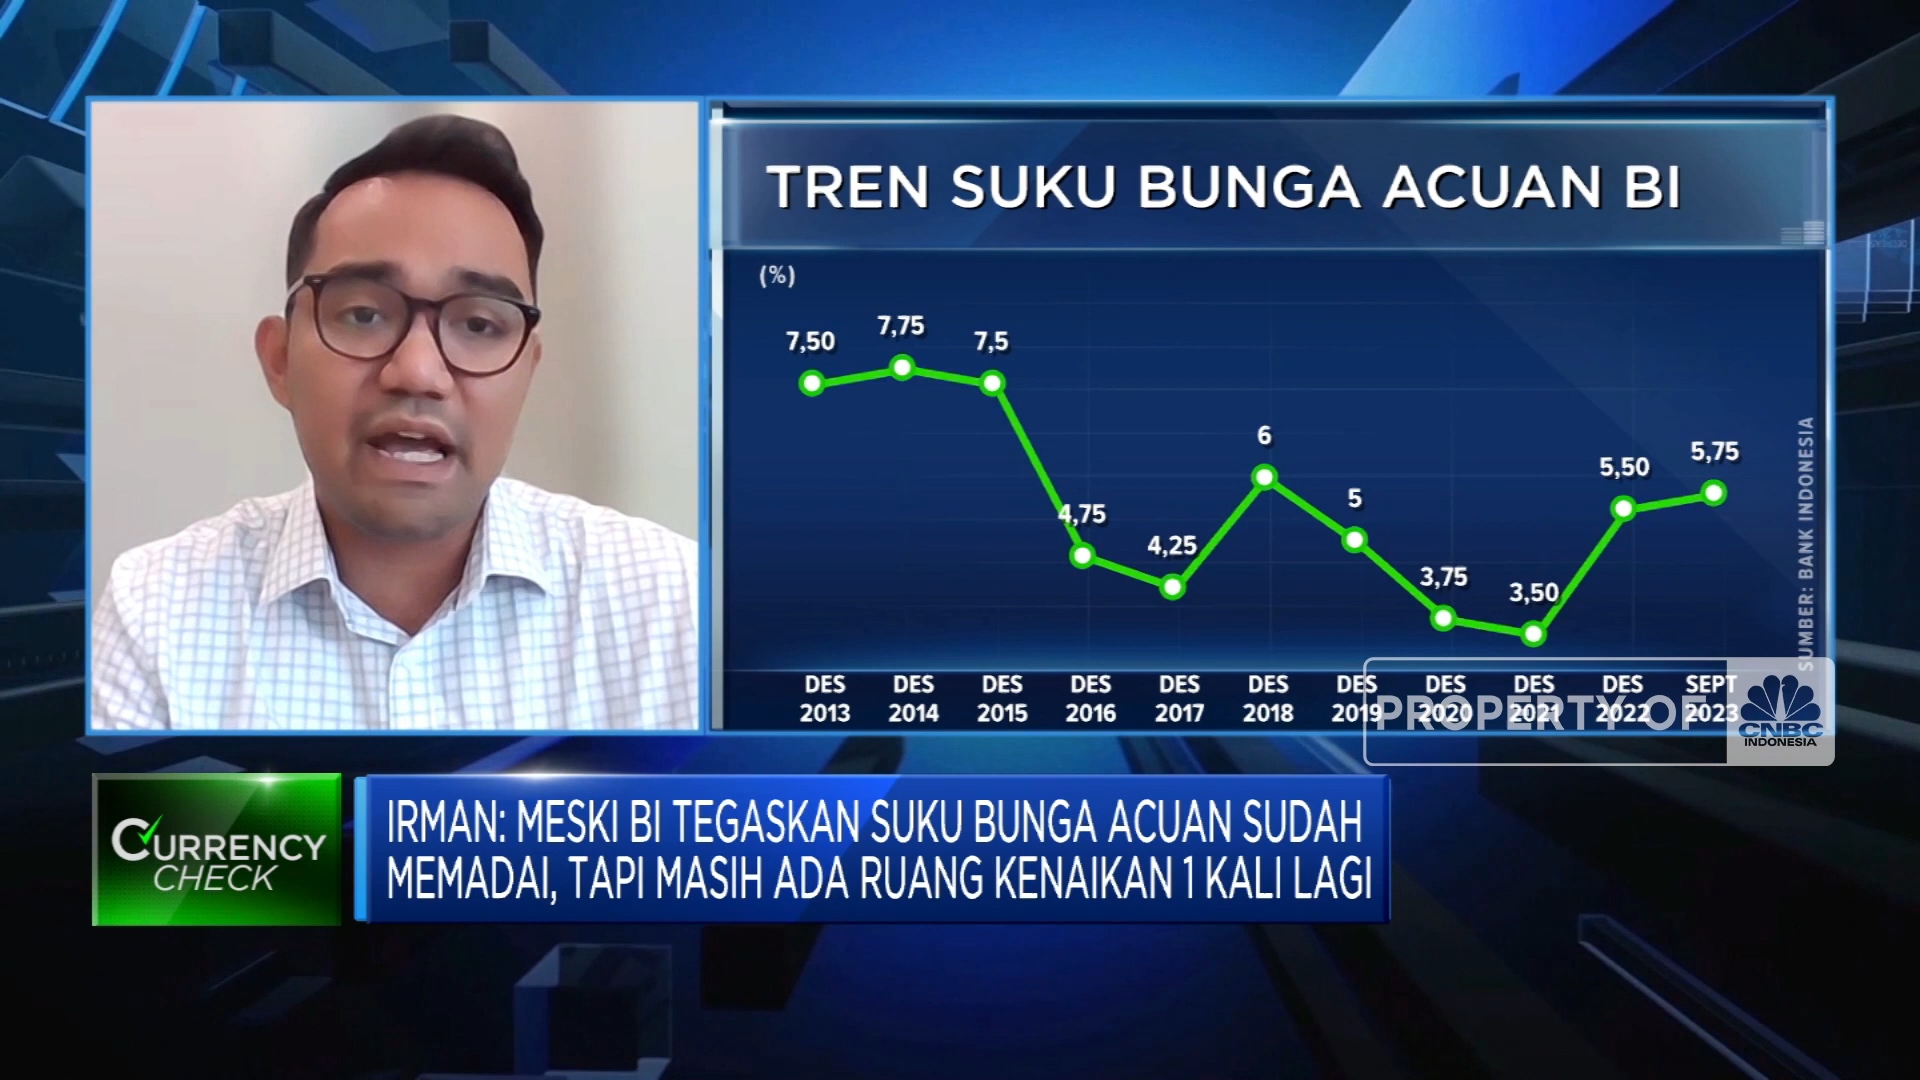 TREN SUKU BUNGA ACUAN BI
(%)
7,50
7,75
7,5
4,75
4,25
6
5
3,75
3,50
5,50
5,75
DES 2013
DES 2014
DES 2015
DES 2016
DES 2017
DES 2018
DES 2019
DES 2020
DES 2021
DES 2022
SEPT 2023
SUMBER: BANK INDONESIA
PROPERTY OF
CNBC
INDONESIA
CURRENCY
CHECK
IRMAN: MESKI BI TEGASKAN SUKU BUNGA ACUAN SUDAH
MEMADAI, TAPI MASIH ADA RUANG KENAIKAN 1 KALI LAGI